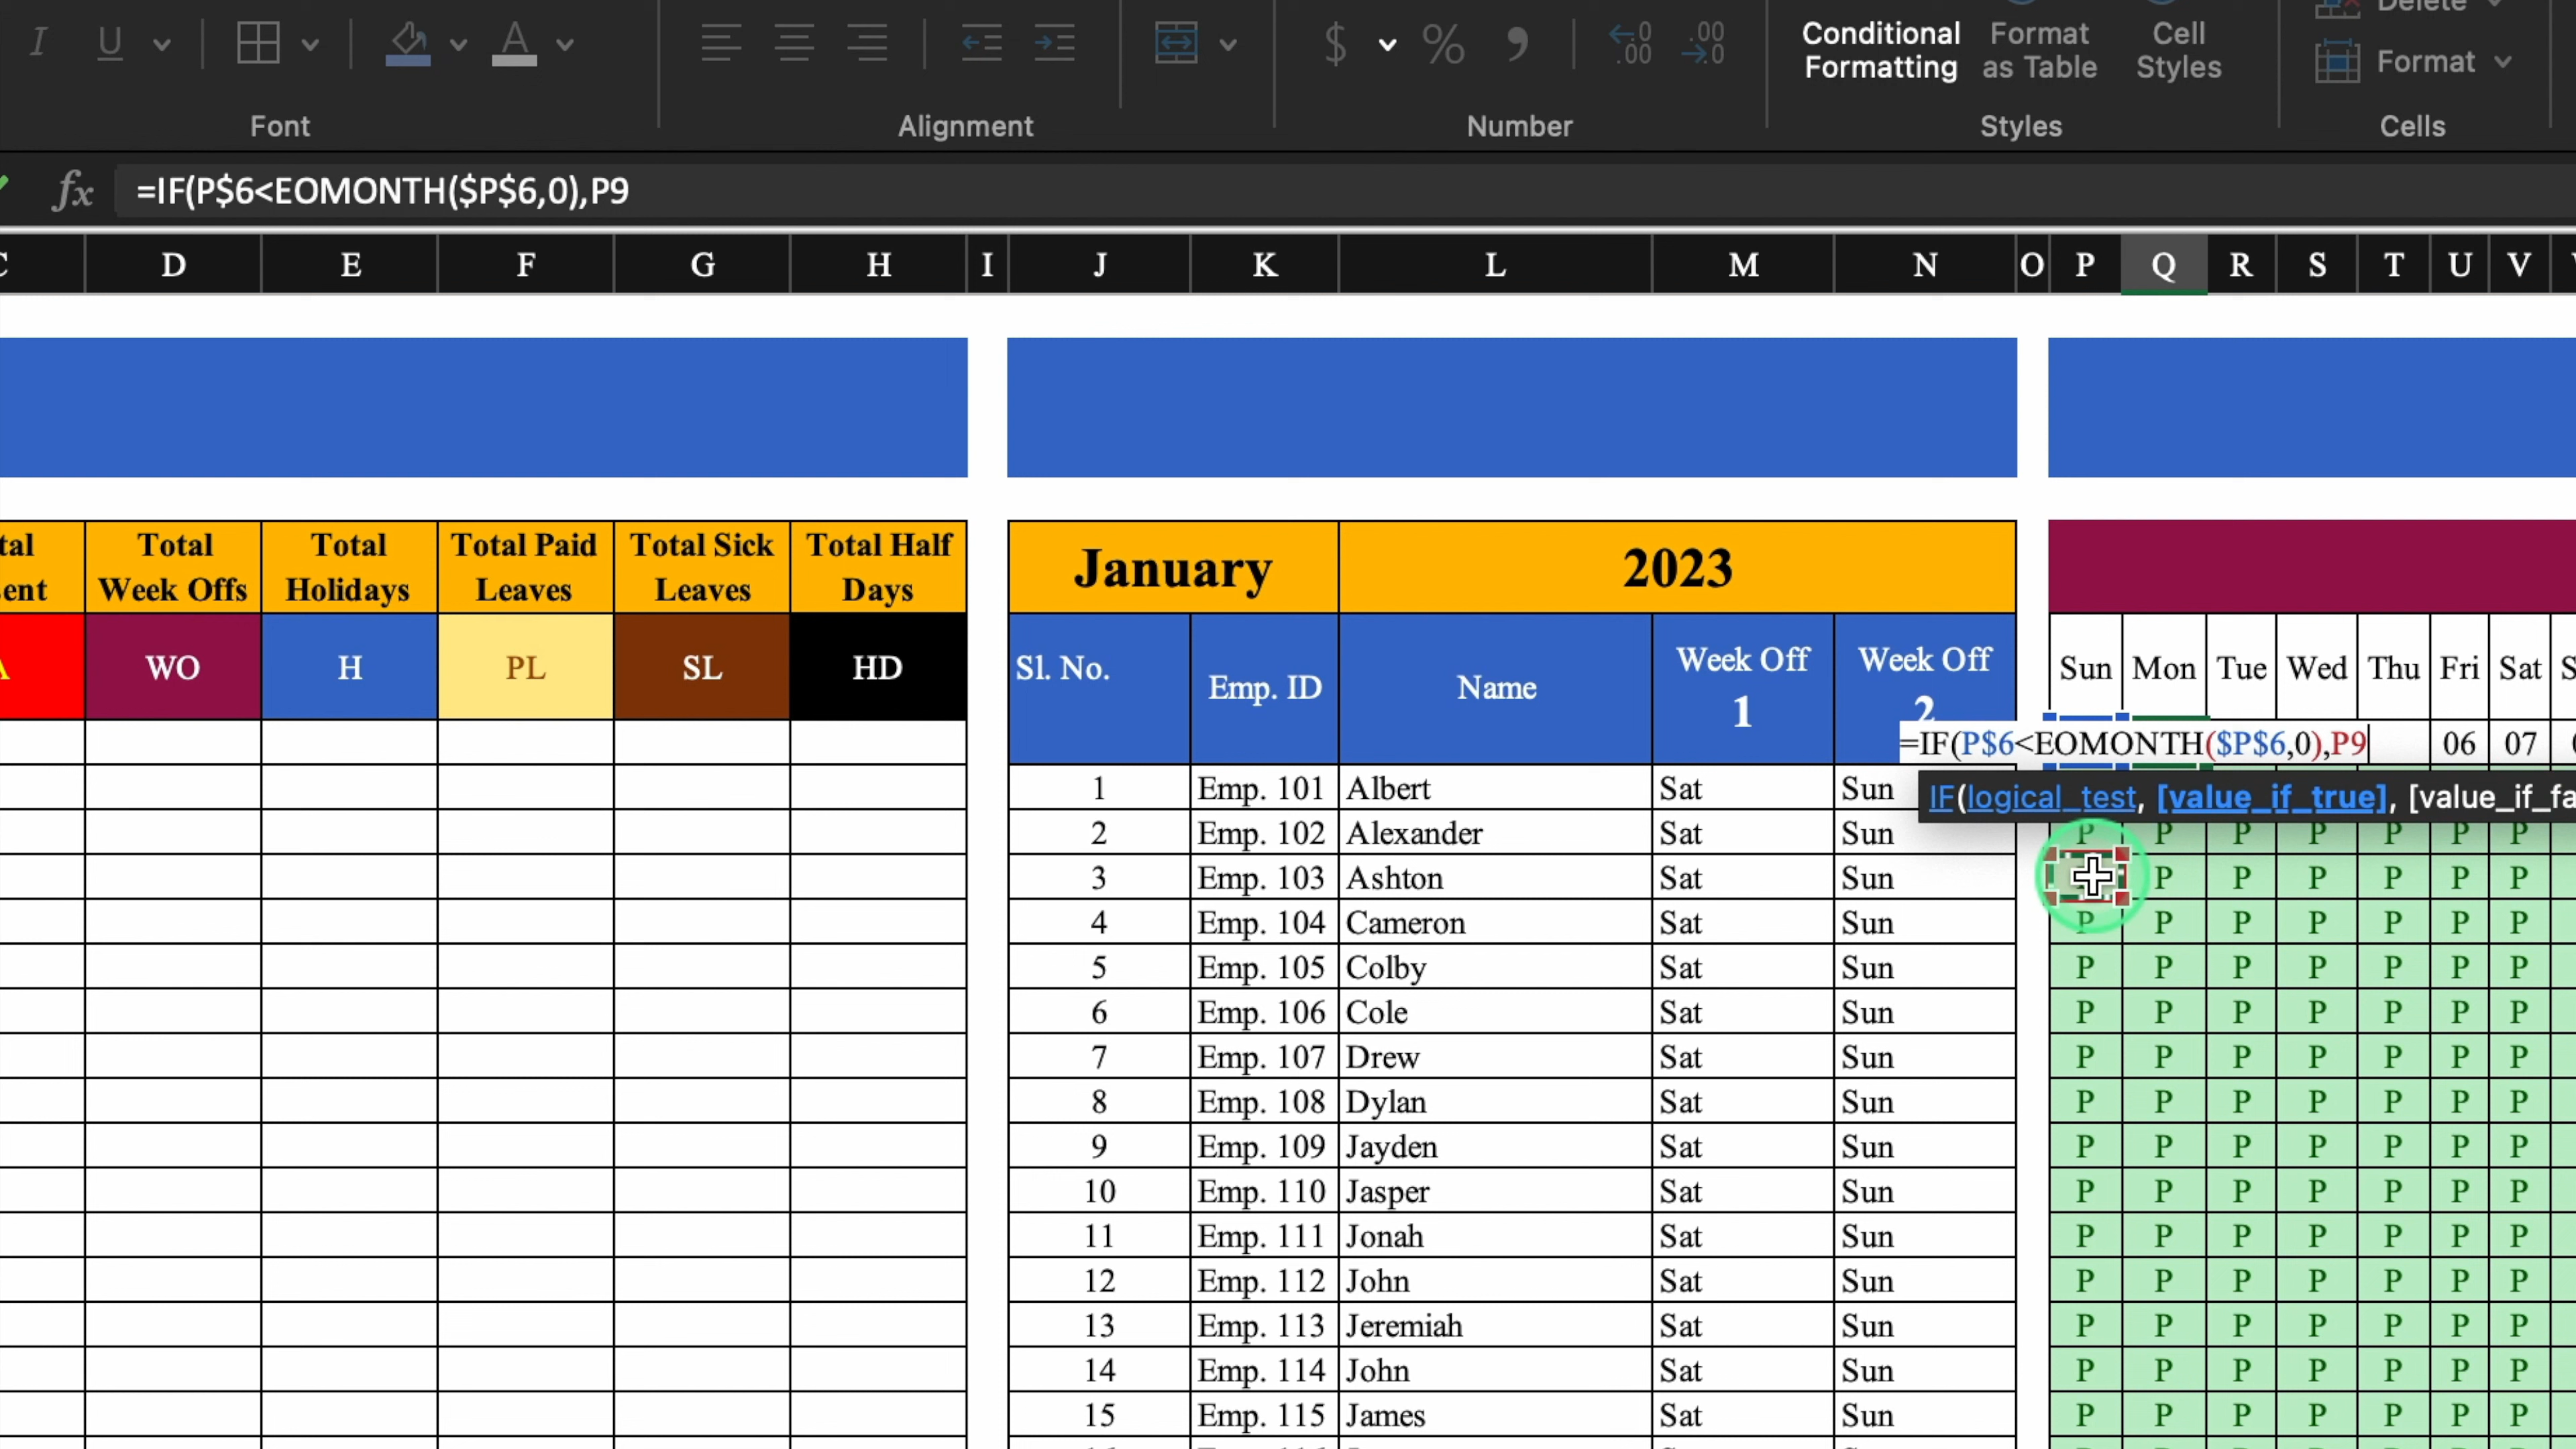 Conditional Formatting
Format as Table
Cell Styles
Format
Font
Alignment
Number
Styles
Cells
fx =IF(P$6<EOMONTH($P$6,0),P9
D E F G H I J K L M N O P Q R S T U V
Total Week Offs
Total Holidays
Total Paid Leaves
Total Sick Leaves
Total Half Days
January 2023
WO H PL SL HD
Sl. No. Emp. ID Name Week Off 1 Week Off 2
Sun Mon Tue Wed Thu Fri Sat
=IF(P$6<EOMONTH($P$6,0),P9 06 07
IF(logical_test, [value_if_true], [value_if_fa
1 Emp. 101 Albert Sat Sun
2 Emp. 102 Alexander Sat Sun P P P P P P P
3 Emp. 103 Ashton Sat Sun P P P P P P
4 Emp. 104 Cameron Sat Sun P P P P P P P
5 Emp. 105 Colby Sat Sun P P P P P P P
6 Emp. 106 Cole Sat Sun P P P P P P P
7 Emp. 107 Drew Sat Sun P P P P P P P
8 Emp. 108 Dylan Sat Sun P P P P P P P
9 Emp. 109 Jayden Sat Sun P P P P P P P
10 Emp. 110 Jasper Sat Sun P P P P P P P
11 Emp. 111 Jonah Sat Sun P P P P P P P
12 Emp. 112 John Sat Sun P P P P P P P
13 Emp. 113 Jeremiah Sat Sun P P P P P P P
14 Emp. 114 John Sat Sun P P P P P P P
15 Emp. 115 James Sat Sun P P P P P P P